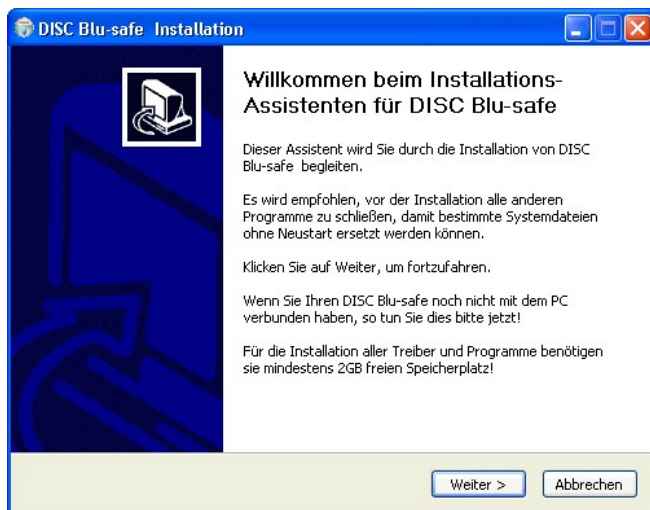 DISC Blu-safe Installation
Willkommen beim Installations-
Assistenten für DISC Blu-safe
Dieser Assistent wird Sie durch die Installation von DISC
Blu-safe begleiten.
Es wird empfohlen, vor der Installation alle anderen
Programme zu schließen, damit bestimmte Systemdateien
ohne Neustart ersetzt werden können.
Klicken Sie auf Weiter, um fortzufahren.
Wenn Sie Ihren DISC Blu-safe noch nicht mit dem PC
verbunden haben, so tun Sie dies bitte jetzt!
Für die Installation aller Treiber und Programme benötigen
sie mindestens 2GB freien Speicherplatz!
Weiter > Abbrechen